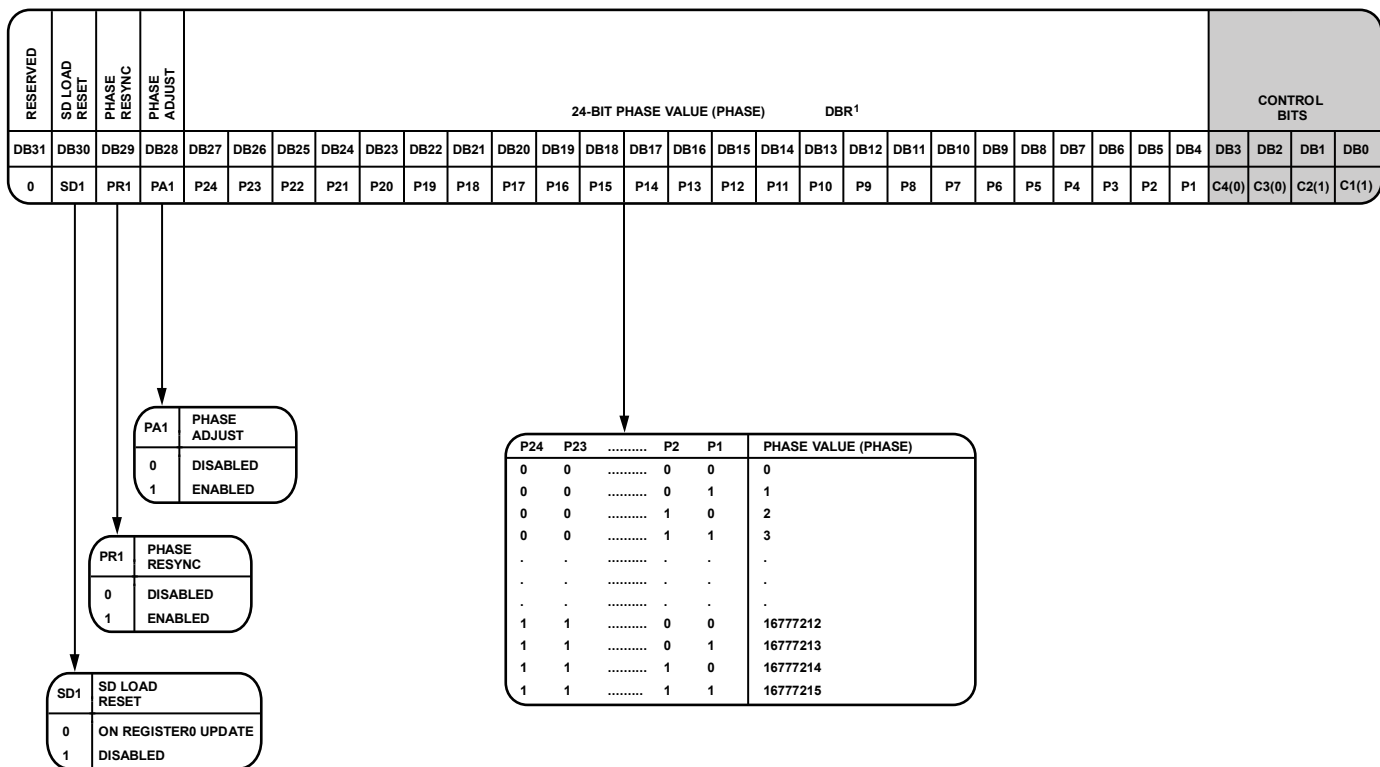 RESERVED
SD LOAD
RESET
PHASE
RESYNC
PHASE
ADJUST
24-BIT PHASE VALUE (PHASE) DBR1
CONTROL
BITS
DB31 DB30 DB29 DB28 DB27 DB26 DB25 DB24 DB23 DB22 DB21 DB20 DB19 DB18 DB17 DB16 DB15 DB14 DB13 DB12 DB11 DB10 DB9 DB8 DB7 DB6 DB5 DB4 DB3 DB2 DB1 DB0
0 SD1 PR1 PA1 P24 P23 P22 P21 P20 P19 P18 P17 P16 P15 P14 P13 P12 P11 P10 P9 P8 P7 P6 P5 P4 P3 P2 P1 C4(0) C3(0) C2(1) C1(1)
PA1 PHASE
ADJUST
0 DISABLED
1 ENABLED
PR1 PHASE
RESYNC
0 DISABLED
1 ENABLED
SD1 SD LOAD
RESET
0 ON REGISTER0 UPDATE
1 DISABLED
P24 P23 .......... P2 P1 PHASE VALUE (PHASE)
0 0 .......... 0 0 0
0 0 .......... 0 1 1
0 0 .......... 1 0 2
0 0 .......... 1 1 3
. . .......... . . .
. . .......... . . .
. . .......... . . .
1 1 .......... 0 0 16777212
1 1 .......... 0 1 16777213
1 1 .......... 1 0 16777214
1 1 ......... 1 1 16777215